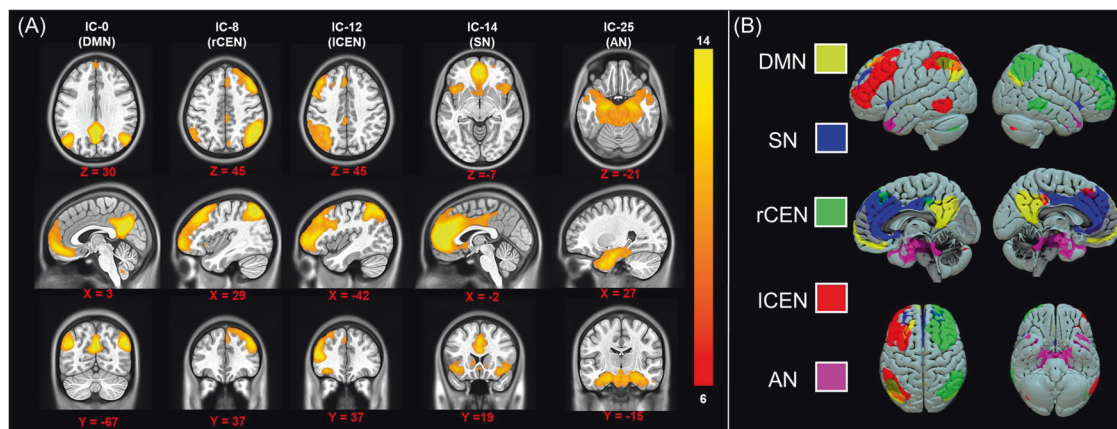 (A)
IC-0
(DMN)
IC-8
(rCEN)
IC-12
(lCEN)
IC-14
(SN)
IC-25
(AN)
14
Z = 30
Z = 45
Z = 45
Z = -7
Z = -21
X = 3
X = 29
X = -42
X = -2
X = 27
Y = -67
Y = 37
Y = 37
Y = 19
Y = -15
6
(B)
DMN
SN
rCEN
lCEN
AN